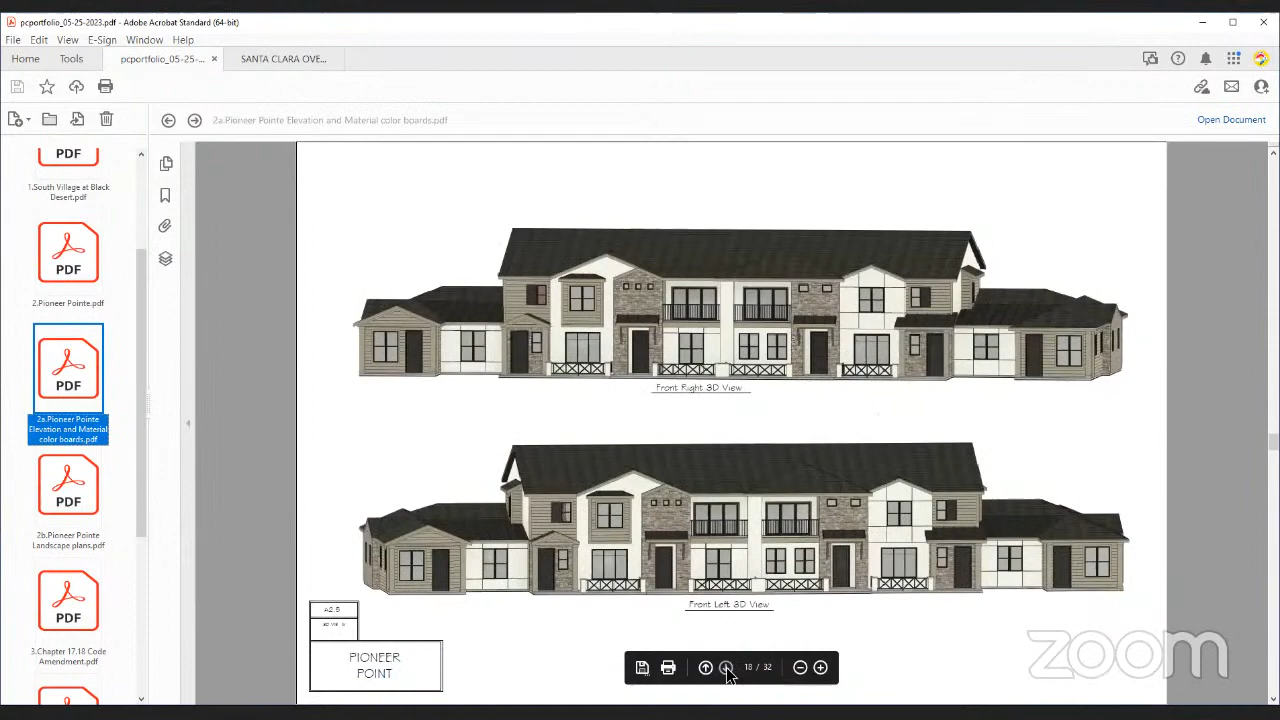 pcportfolio_05-25-2023.pdf - Adobe Acrobat Standard (64-bit)
File Edit View E-Sign Window Help
Home Tools pcportfolio_05-25-... × SANTA CLARA OVE...
2a.Pioneer Pointe Elevation and Material color boards.pdf Open Document
PDF
1.South Village at Black
Desert.pdf
PDF
2.Pioneer Pointe.pdf
PDF
2a.Pioneer Pointe
Elevation and Material
color boards.pdf
PDF
2b.Pioneer Pointe
Landscape plans.pdf
PDF
3.Chapter 17.18 Code
Amendment.pdf
Front Right 3D View
Front Left 3D View
A2.5
PIONEER
POINT
18 / 32
zoom